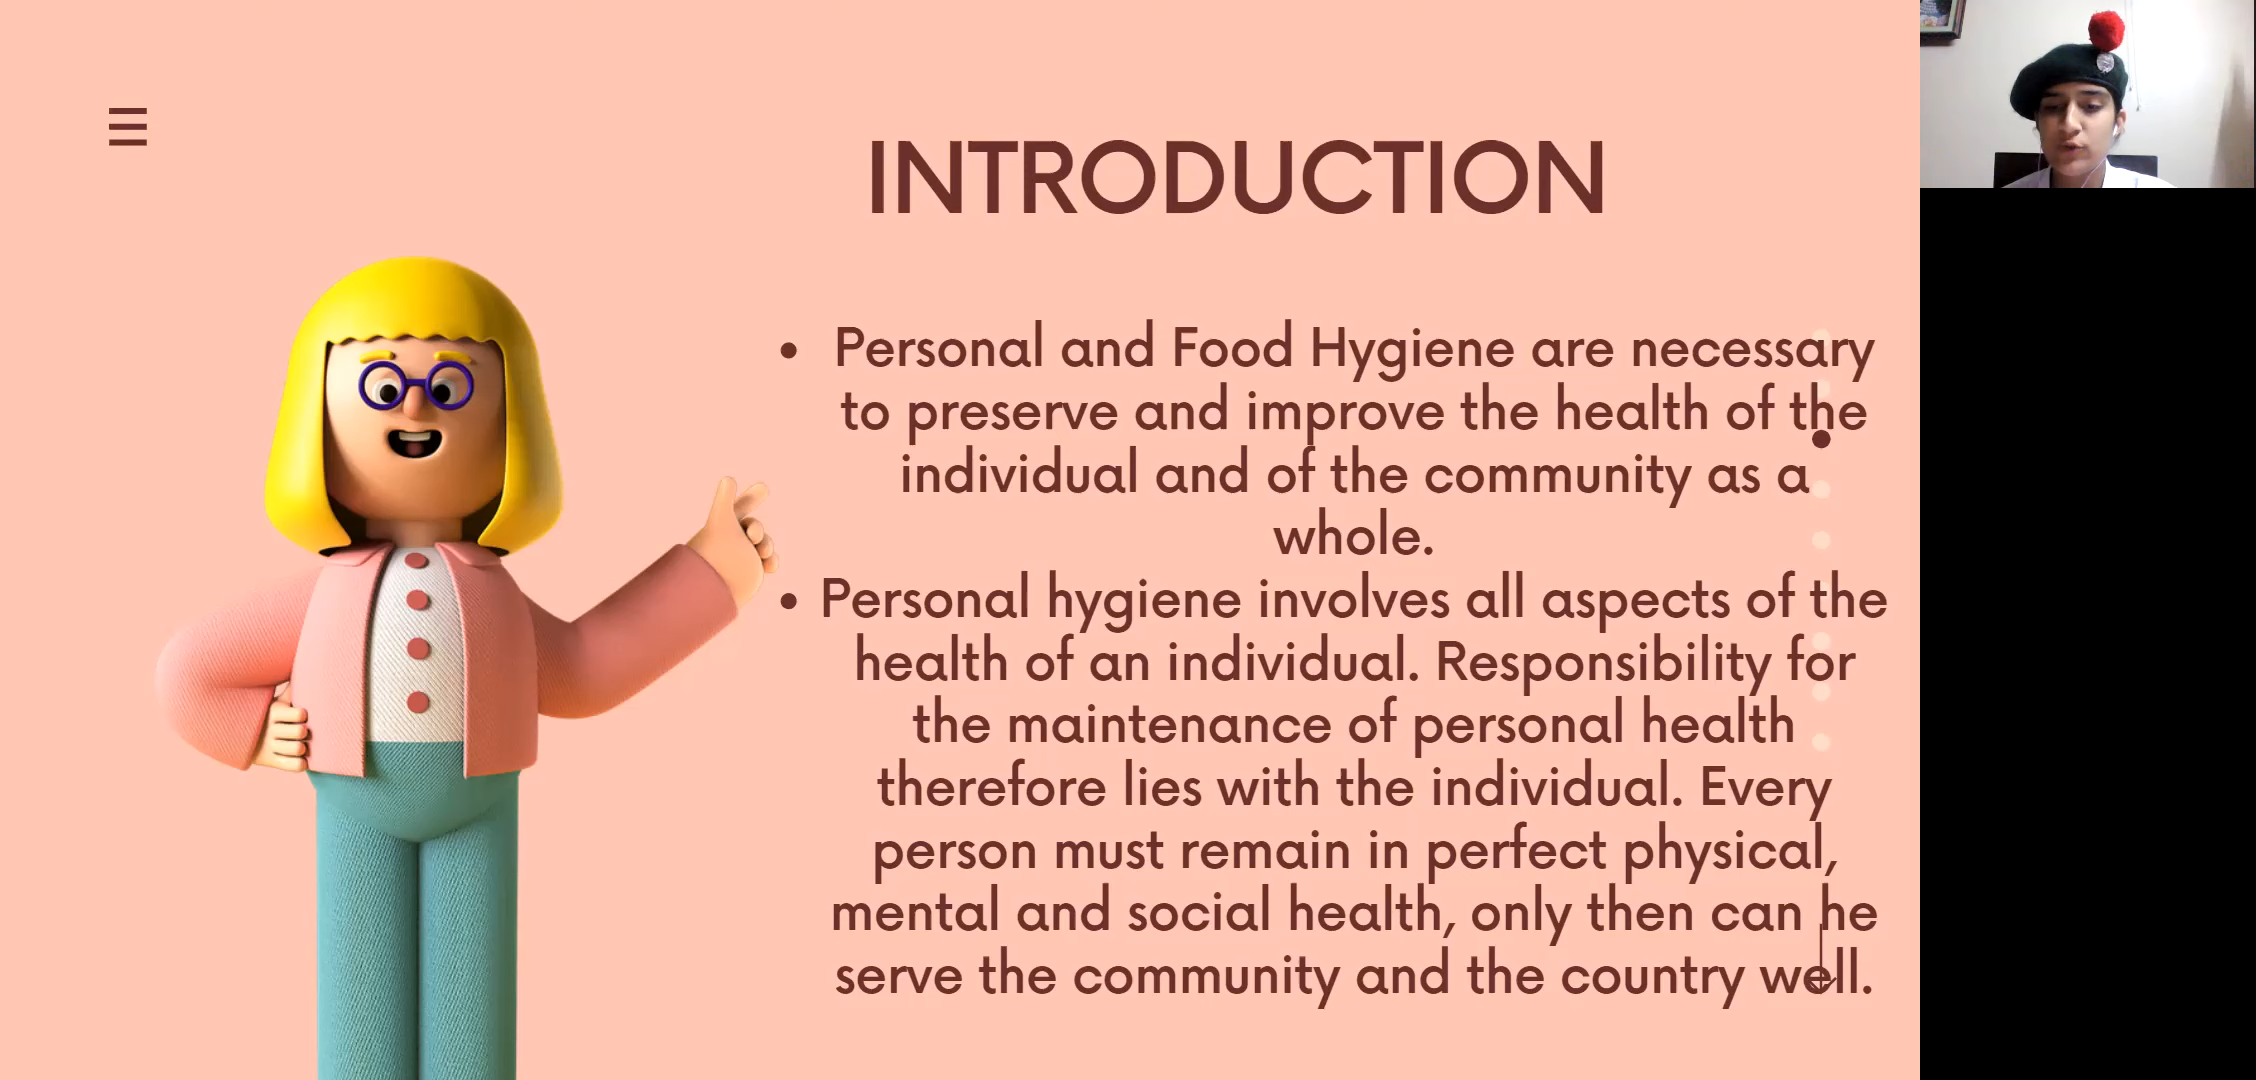 INTRODUCTION
• Personal and Food Hygiene are necessary
to preserve and improve the health of the
individual and of the community as a
whole.
• Personal hygiene involves all aspects of the
health of an individual. Responsibility for
the maintenance of personal health
therefore lies with the individual. Every
person must remain in perfect physical,
mental and social health, only then can he
serve the community and the country well.